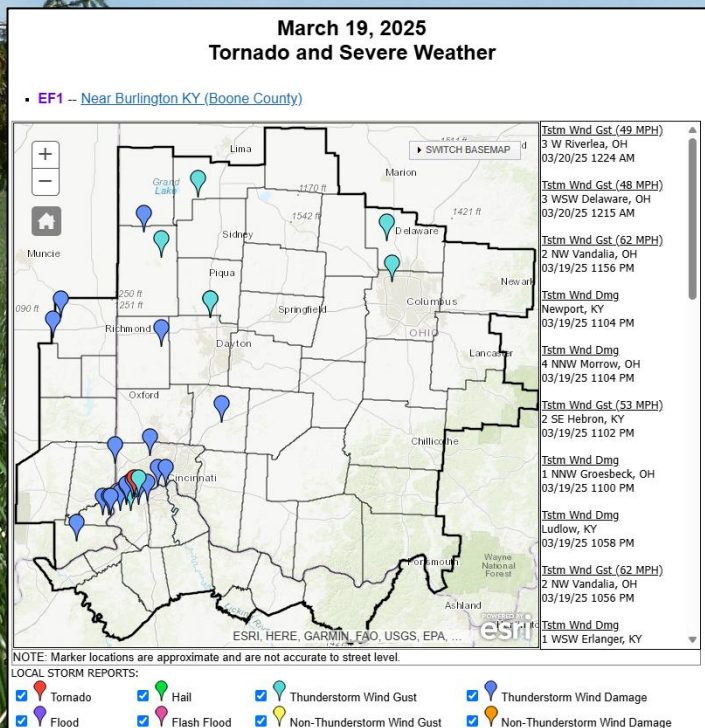 March 19, 2025
Tornado and Severe Weather
EF1 -- Near Burlington KY (Boone County)
+
−
SWITCH BASEMAP
Lima
Marion
Grand
Lake
1170 ft
1542 ft
1421 ft
Delaware
Sidney
Muncie
Piqua
Newark
090 ft
250 ft
251 ft
Columbus
Springfield
Richmond
OHIO
Dayton
Lancaster
Oxford
Chillicothe
Cincinnati
Portsmouth
Wayne
National
Forest
Ashland
Licking River
ESRI, HERE, GARMIN, FAO, USGS, EPA, ...
POWERED BY
esri
Tstm Wnd Gst (49 MPH)
3 W Riverlea, OH
03/20/25 1224 AM
Tstm Wnd Gst (48 MPH)
3 WSW Delaware, OH
03/20/25 1215 AM
Tstm Wnd Gst (62 MPH)
2 NW Vandalia, OH
03/19/25 1156 PM
Tstm Wnd Dmg
Newport, KY
03/19/25 1104 PM
Tstm Wnd Dmg
4 NNW Morrow, OH
03/19/25 1104 PM
Tstm Wnd Gst (53 MPH)
2 SE Hebron, KY
03/19/25 1102 PM
Tstm Wnd Dmg
1 NNW Groesbeck, OH
03/19/25 1100 PM
Tstm Wnd Dmg
Ludlow, KY
03/19/25 1058 PM
Tstm Wnd Gst (62 MPH)
2 NW Vandalia, OH
03/19/25 1056 PM
Tstm Wnd Dmg
1 WSW Erlanger, KY
NOTE: Marker locations are approximate and are not accurate to street level.
LOCAL STORM REPORTS:
Tornado Hail Thunderstorm Wind Gust Thunderstorm Wind Damage
Flood Flash Flood Non-Thunderstorm Wind Gust Non-Thunderstorm Wind Damage